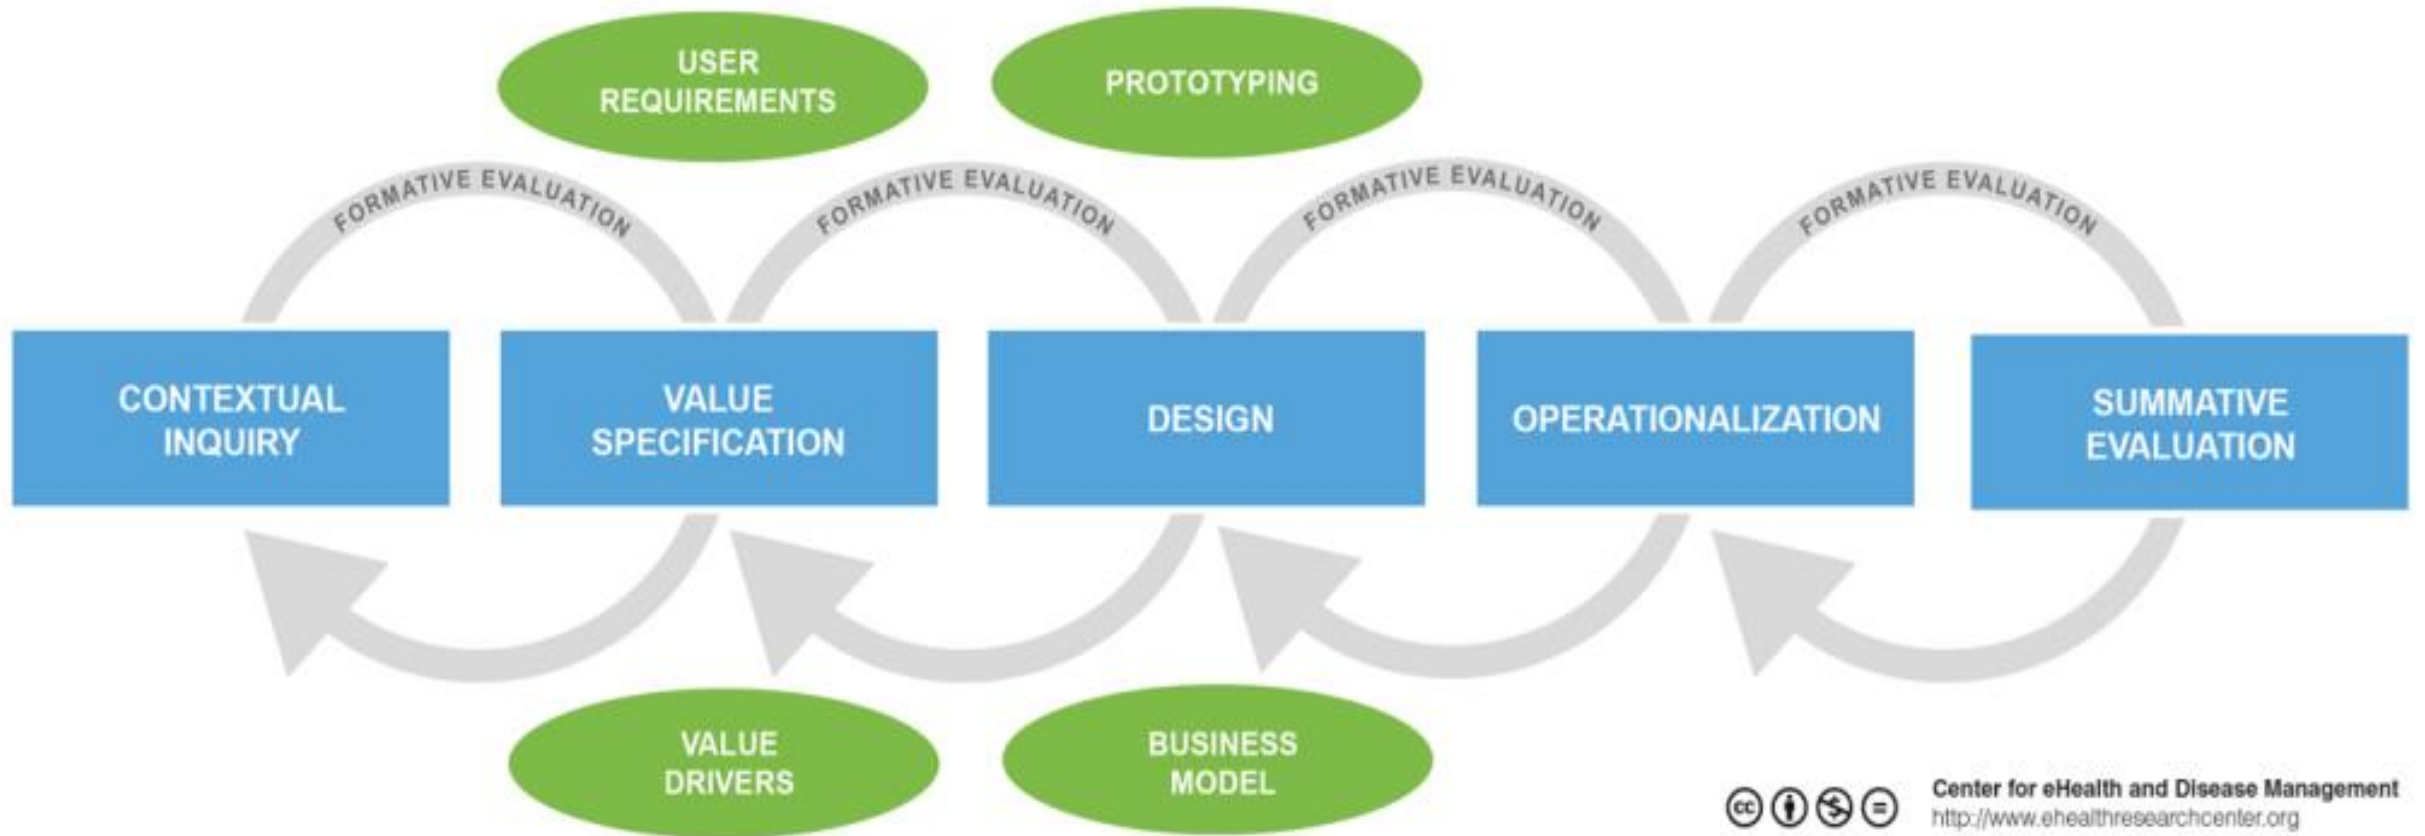 USER
REQUIREMENTS
PROTOTYPING
FORMATIVE EVALUATION
FORMATIVE EVALUATION
FORMATIVE EVALUATION
FORMATIVE EVALUATION
CONTEXTUAL
INQUIRY
VALUE
SPECIFICATION
DESIGN
OPERATIONALIZATION
SUMMATIVE
EVALUATION
VALUE
DRIVERS
BUSINESS
MODEL
cc
Center for eHealth and Disease Management
http://www.ehealthresearchcenter.org